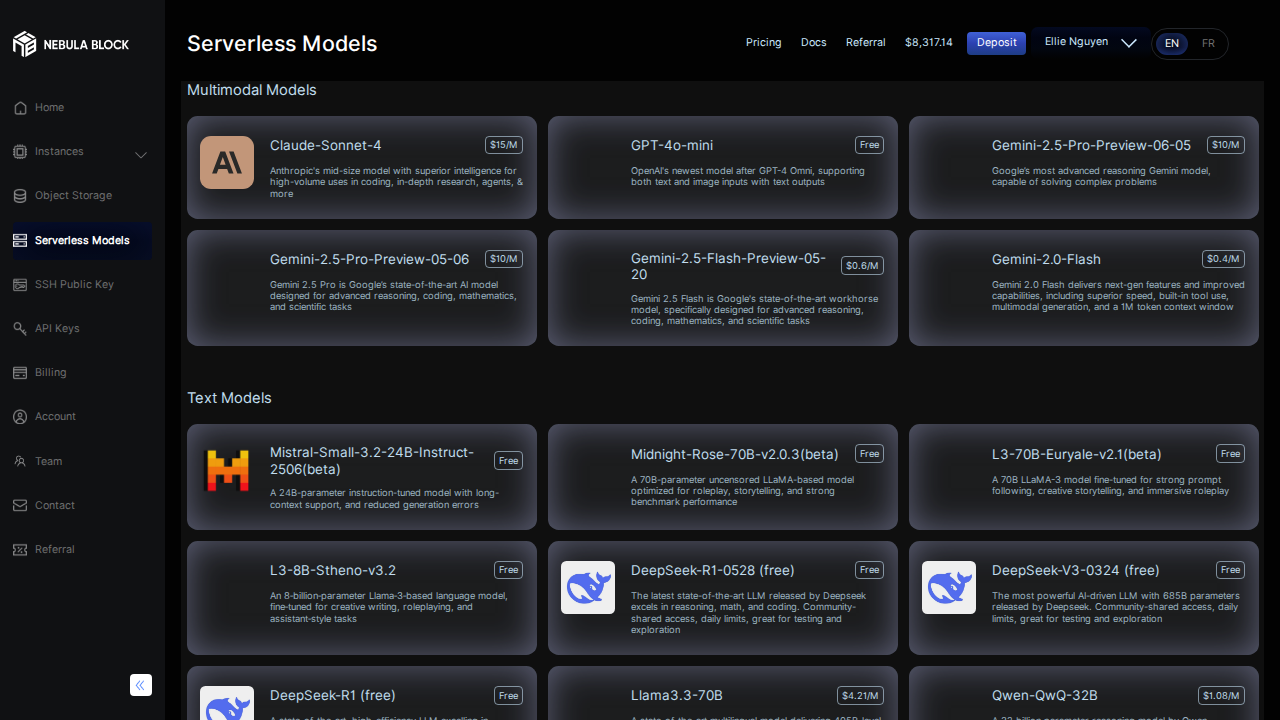 NEBULA BLOCK
Home
Instances
Object Storage
Serverless Models
SSH Public Key
API Keys
Billing
Account
Team
Contact
Referral
Serverless Models
Pricing
Docs
Referral
$8,317.14
Deposit
Ellie Nguyen
EN
FR
Multimodal Models
Claude-Sonnet-4
$15/M
Anthropic's mid-size model with superior intelligence for
high-volume uses in coding, in-depth research, agents, &
more
GPT-4o-mini
Free
OpenAI's newest model after GPT-4 Omni, supporting
both text and image inputs with text outputs
Gemini-2.5-Pro-Preview-06-05
$10/M
Google's most advanced reasoning Gemini model,
capable of solving complex problems
Gemini-2.5-Pro-Preview-05-06
$10/M
Gemini 2.5 Pro is Google's state-of-the-art AI model
designed for advanced reasoning, coding, mathematics,
and scientific tasks
Gemini-2.5-Flash-Preview-05-
20
$0.6/M
Gemini 2.5 Flash is Google's state-of-the-art workhorse
model, specifically designed for advanced reasoning,
coding, mathematics, and scientific tasks
Gemini-2.0-Flash
$0.4/M
Gemini 2.0 Flash delivers next-gen features and improved
capabilities, including superior speed, built-in tool use,
multimodal generation, and a 1M token context window
Text Models
Mistral-Small-3.2-24B-Instruct-
2506(beta)
Free
A 24B-parameter instruction-tuned model with long-
context support, and reduced generation errors
Midnight-Rose-70B-v2.0.3(beta)
Free
A 70B-parameter uncensored LLaMA-based model
optimized for roleplay, storytelling, and strong
benchmark performance
L3-70B-Euryale-v2.1(beta)
Free
A 70B LLaMA-3 model fine-tuned for strong prompt
following, creative storytelling, and immersive roleplay
L3-8B-Stheno-v3.2
Free
An 8-billion-parameter Llama-3-based language model,
fine-tuned for creative writing, roleplaying, and
assistant-style tasks
DeepSeek-R1-0528 (free)
Free
The latest state-of-the-art LLM released by Deepseek
excels in reasoning, math, and coding. Community-
shared access, daily limits, great for testing and
exploration
DeepSeek-V3-0324 (free)
Free
The most powerful AI-driven LLM with 685B parameters
released by Deepseek. Community-shared access, daily
limits, great for testing and exploration
DeepSeek-R1 (free)
Free
Llama3.3-70B
$4.21/M
Qwen-QwQ-32B
$1.08/M